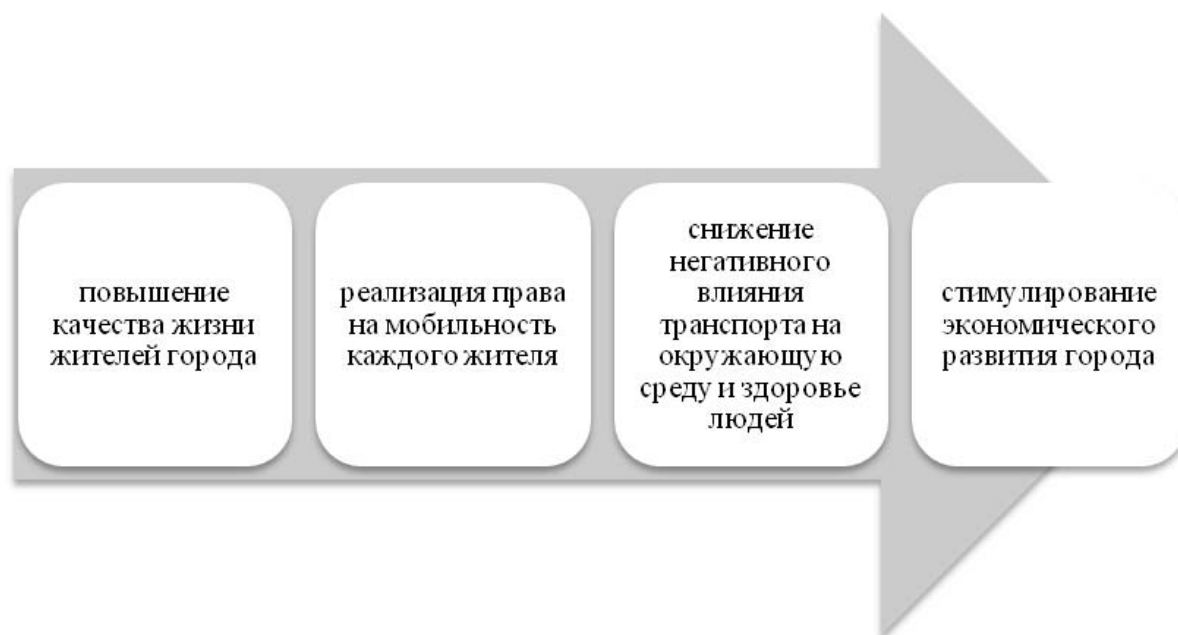 повышение
качества жизни
жителей города
реализация права
на мобильность
каждого жителя
снижение
негативного
влияния
транспорта на
окружающую
среду и здоровье
людей
стимулирование
экономического
развития города